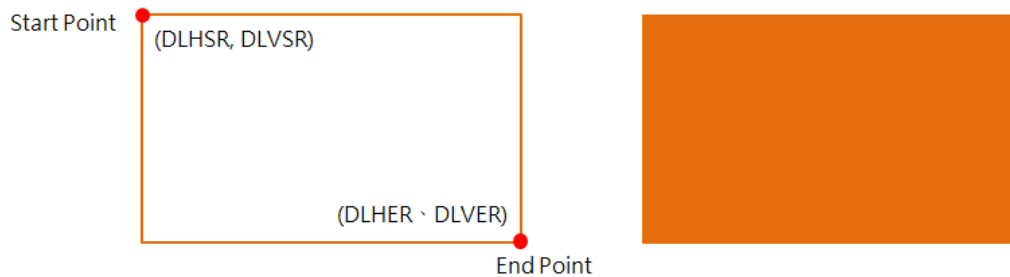 Start Point
(DLHSR, DLVSR)
(DLHER、DLVER)
End Point